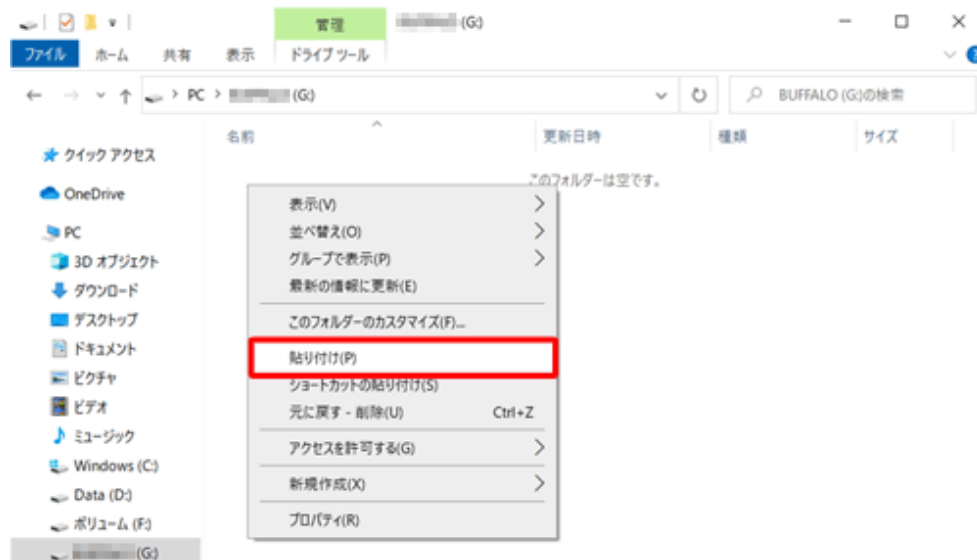 管理
(G:)
ファイル ホーム 共有 表示 ドライブ ツール
PC (G:)
BUFFALO (G:)の検索
名前 更新日時 種類 サイズ
クイック アクセス
このフォルダーは空です。
OneDrive
PC
3D オブジェクト
ダウンロード
デスクトップ
ドキュメント
ピクチャ
ビデオ
ミュージック
Windows (C:)
Data (D:)
ボリューム (F:)
(G:)
表示(V)
並べ替え(O)
グループで表示(P)
最新の情報に更新(E)
このフォルダーのカスタマイズ(F)...
貼り付け(P)
ショートカットの貼り付け(S)
元に戻す - 削除(U) Ctrl+Z
アクセスを許可する(G)
新規作成(X)
プロパティ(R)